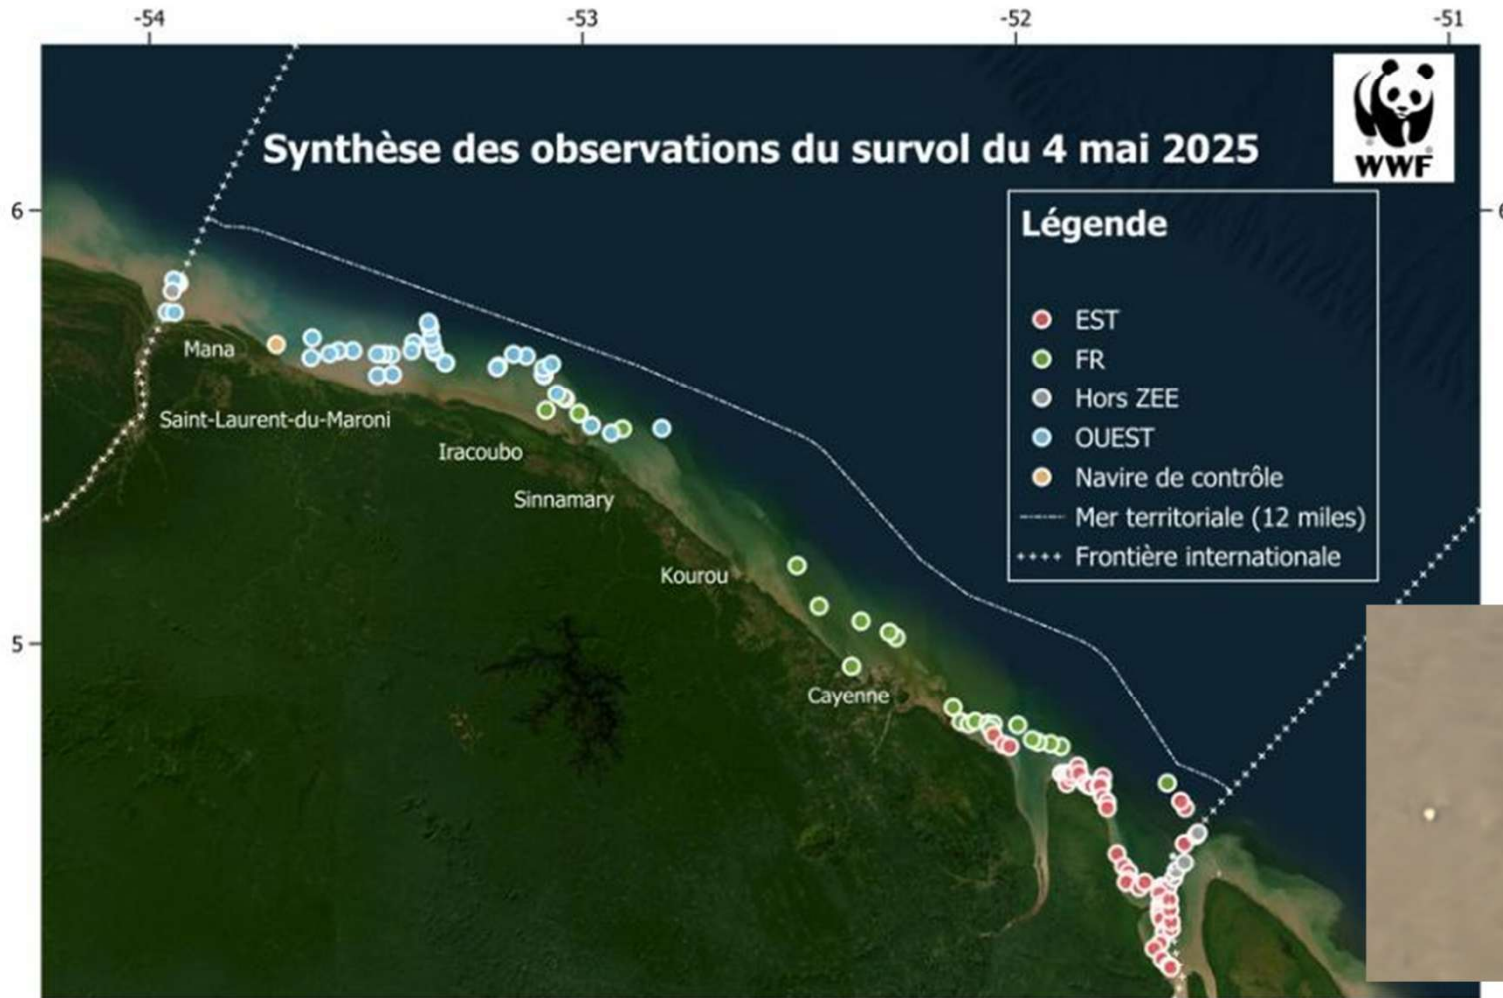 -54 -53 -52 -51
WWF
Synthèse des observations du survol du 4 mai 2025
6
6
Légende
EST
FR
Hors ZEE
OUEST
Navire de contrôle
Mer territoriale (12 miles)
Frontière internationale
Mana
Saint-Laurent-du-Maroni
Iracoubo
Sinnamary
Kourou
5
Cayenne